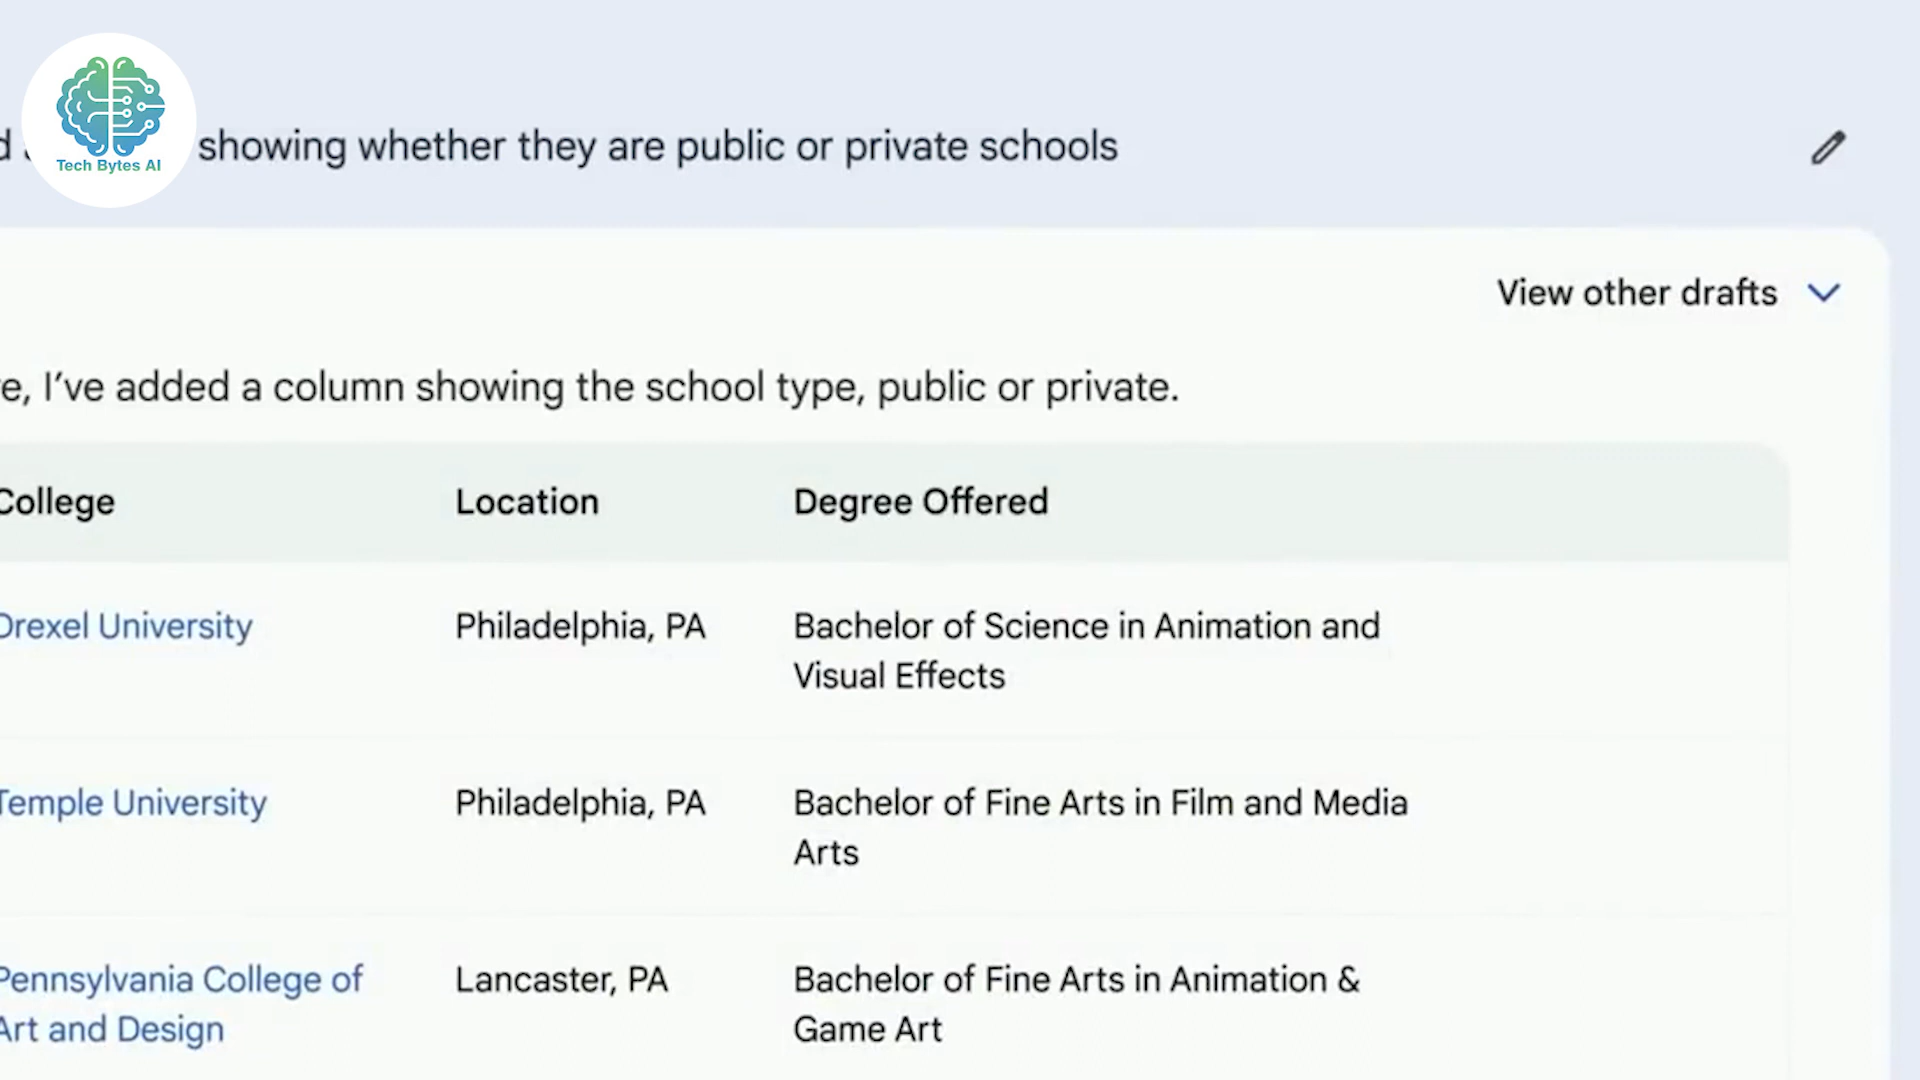 Tech Bytes AI
showing whether they are public or private schools
View other drafts
I've added a column showing the school type, public or private.
College Location Degree Offered
Drexel University Philadelphia, PA Bachelor of Science in Animation and
Visual Effects
Temple University Philadelphia, PA Bachelor of Fine Arts in Film and Media
Arts
Pennsylvania College of Lancaster, PA Bachelor of Fine Arts in Animation &
Art and Design Game Art